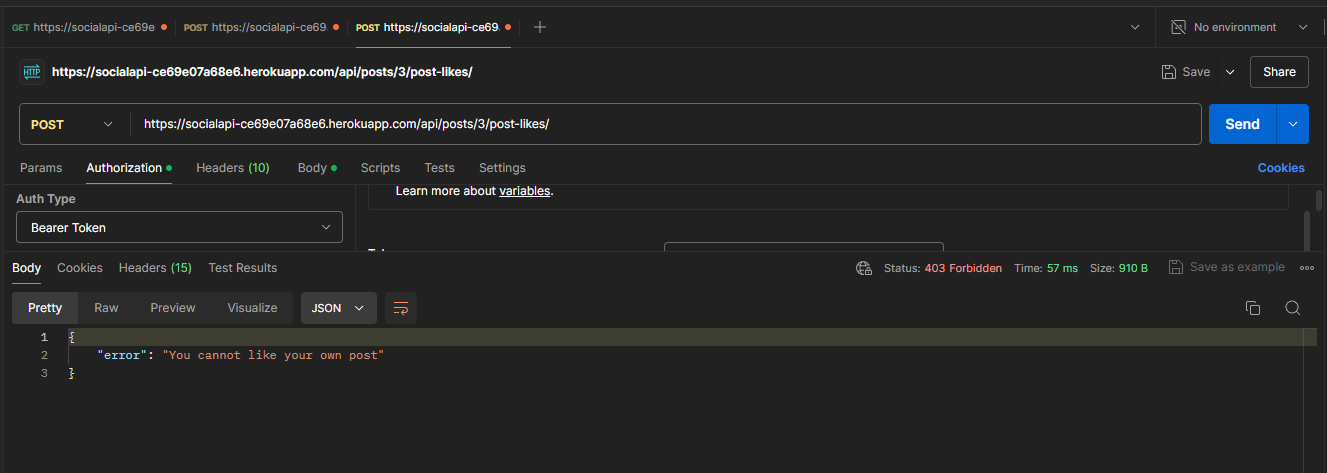 GET https://socialapi-ce69e POST https://socialapi-ce69 POST https://socialapi-ce69 No environment
HTTP https://socialapi-ce69e07a68e6.herokuapp.com/api/posts/3/post-likes/ Save Share
POST https://socialapi-ce69e07a68e6.herokuapp.com/api/posts/3/post-likes/ Send
Params Authorization Headers (10) Body Scripts Tests Settings Cookies
Learn more about variables.
Auth Type
Bearer Token
Body Cookies Headers (15) Test Results Status: 403 Forbidden Time: 57 ms Size: 910 B Save as example
Pretty Raw Preview Visualize JSON
1 {
2 "error": "You cannot like your own post"
3 }